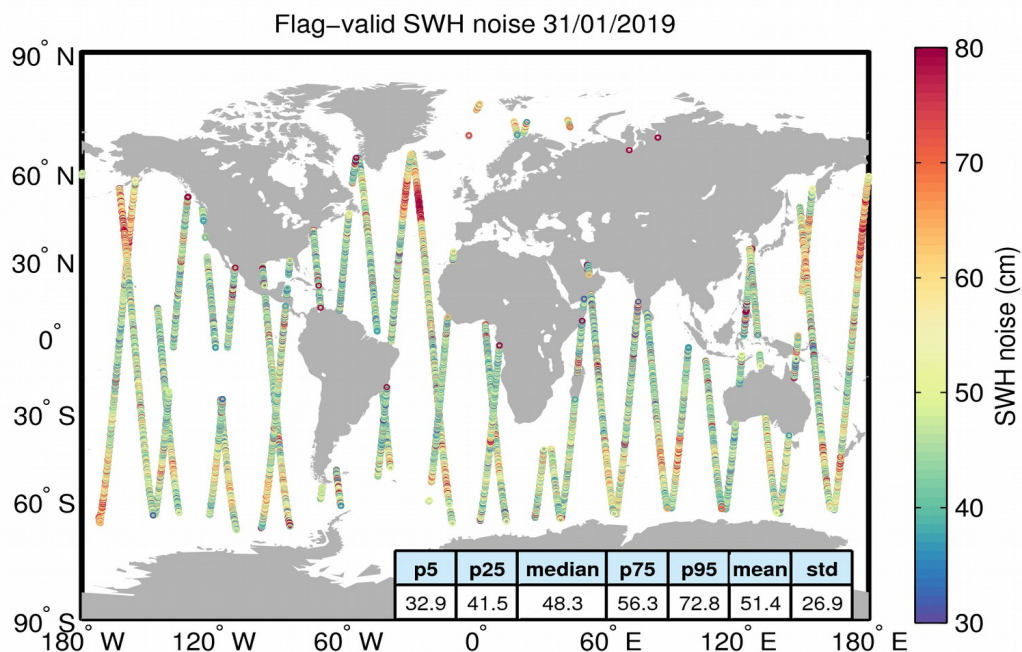 Flag−valid SWH noise 31/01/2019
90° N
60° N
30° N
0°
30° S
60° S
90° S
180° W
120° W
60° W
0°
60° E
120° E
180° E
p5 p25 median p75 p95 mean std
32.9 41.5 48.3 56.3 72.8 51.4 26.9
80
70
60
50
40
30
SWH noise (cm)